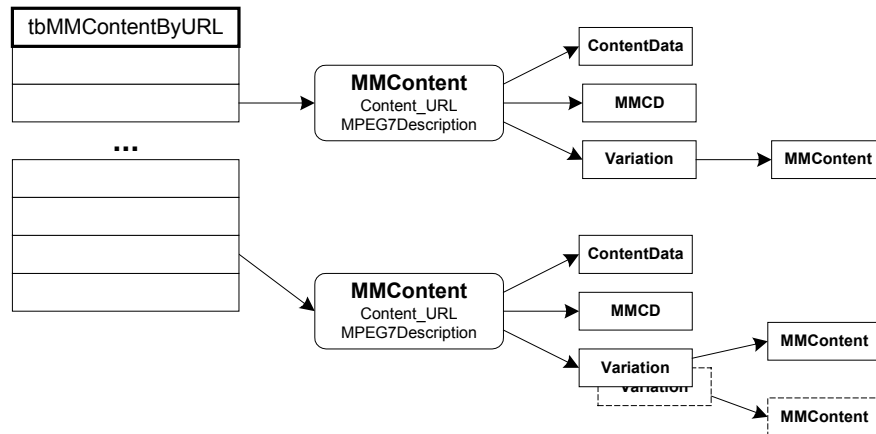 tbMMContentByURL
ContentData
MMContent
Content_URL
MPEG7Description
MMCD
Variation
MMContent
...
ContentData
MMContent
Content_URL
MPEG7Description
MMCD
Variation
MMContent
Variation
MMContent